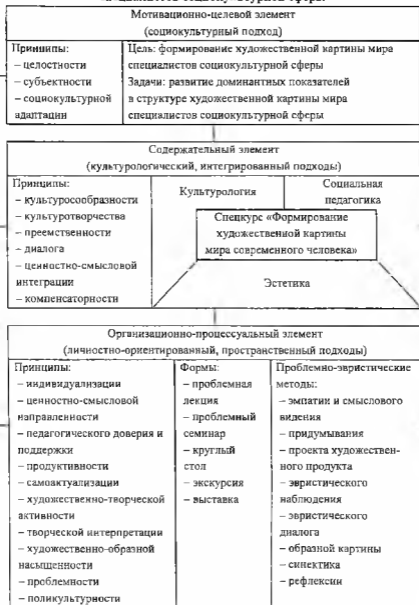 специалистов социокультурной сферы
Мотивационно-целевой элемент
(социокультурный подход)
Принципы:
– целостности
– субъектности
– социокультурной
адаптации
Цель: формирование художественной картины мира
специалистов социокультурной сферы
Задачи: развитие доминантных показателей
в структуре художественной картины мира
специалистов социокультурной сферы
Содержательный элемент
(культурологический, интегрированный подходы)
Принципы:
– культуросообразности
– культуротворчества
– преемственности
– диалога
– ценностно-смысловой
интеграции
– компенсаторности
Культурология
Социальная
педагогика
Спецкурс «Формирование
художественной картины
мира современного человека»
Эстетика
Организационно-процессуальный элемент
(личностно-ориентированный, пространственный подходы)
Принципы:
– индивидуализации
– ценностно-смысловой
направленности
– педагогического доверия и
поддержки
– продуктивности
– самоактуализации
– художественно-творческой
активности
– творческой интерпретации
– художественно-образной
насыщенности
– проблемности
– поликультурности
Формы:
– проблемная
лекция
– проблемный
семинар
– круглый
стол
– экскурсия
– выставка
Проблемно-эвристические
методы:
– эмпатии и смыслового
видения
– придумывания
– проекта художествен-
ного продукта
– эвристического
наблюдения
– эвристического
диалога
– образной картины
– синектика
– рефлексии